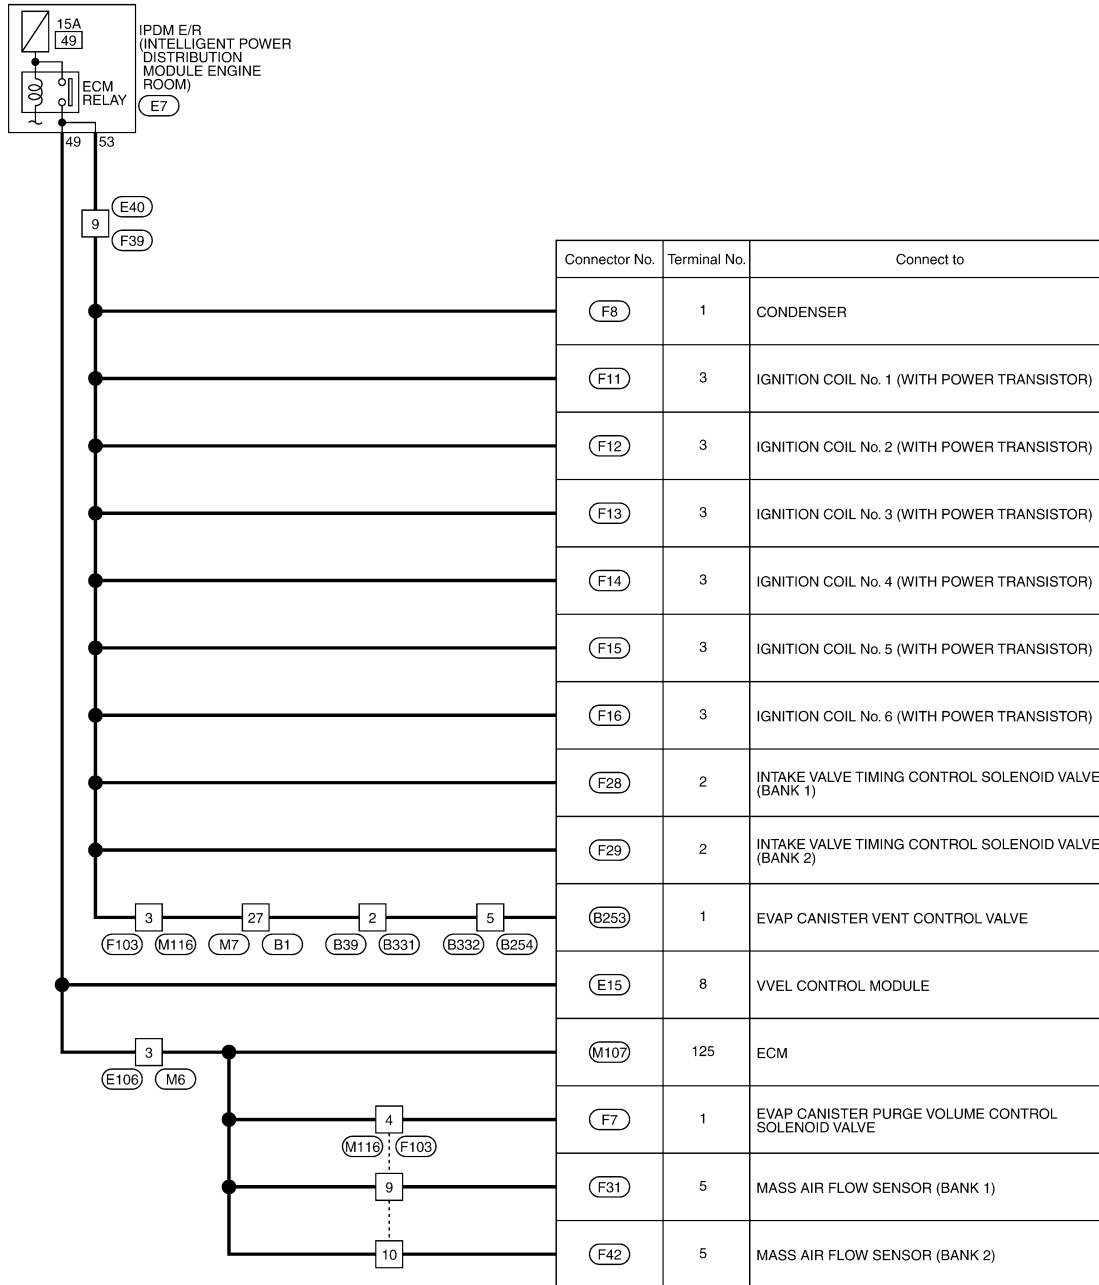 15A
49
IPDM E/R
(INTELLIGENT POWER
DISTRIBUTION
MODULE ENGINE
ROOM)
ECM
RELAY
E7
49 53
E40
9
F39
Connector No. Terminal No. Connect to
F8 1 CONDENSER
F11 3 IGNITION COIL No. 1 (WITH POWER TRANSISTOR)
F12 3 IGNITION COIL No. 2 (WITH POWER TRANSISTOR)
F13 3 IGNITION COIL No. 3 (WITH POWER TRANSISTOR)
F14 3 IGNITION COIL No. 4 (WITH POWER TRANSISTOR)
F15 3 IGNITION COIL No. 5 (WITH POWER TRANSISTOR)
F16 3 IGNITION COIL No. 6 (WITH POWER TRANSISTOR)
F28 2 INTAKE VALVE TIMING CONTROL SOLENOID VALVE
(BANK 1)
F29 2 INTAKE VALVE TIMING CONTROL SOLENOID VALVE
(BANK 2)
3 27 2 5 B253 1 EVAP CANISTER VENT CONTROL VALVE
F103 M116 M7 B1 B39 B331 B332 B254
E15 8 VVEL CONTROL MODULE
3 M107 125 ECM
E106 M6
4 F7 1 EVAP CANISTER PURGE VOLUME CONTROL
SOLENOID VALVE
M116 F103
9 F31 5 MASS AIR FLOW SENSOR (BANK 1)
10 F42 5 MASS AIR FLOW SENSOR (BANK 2)